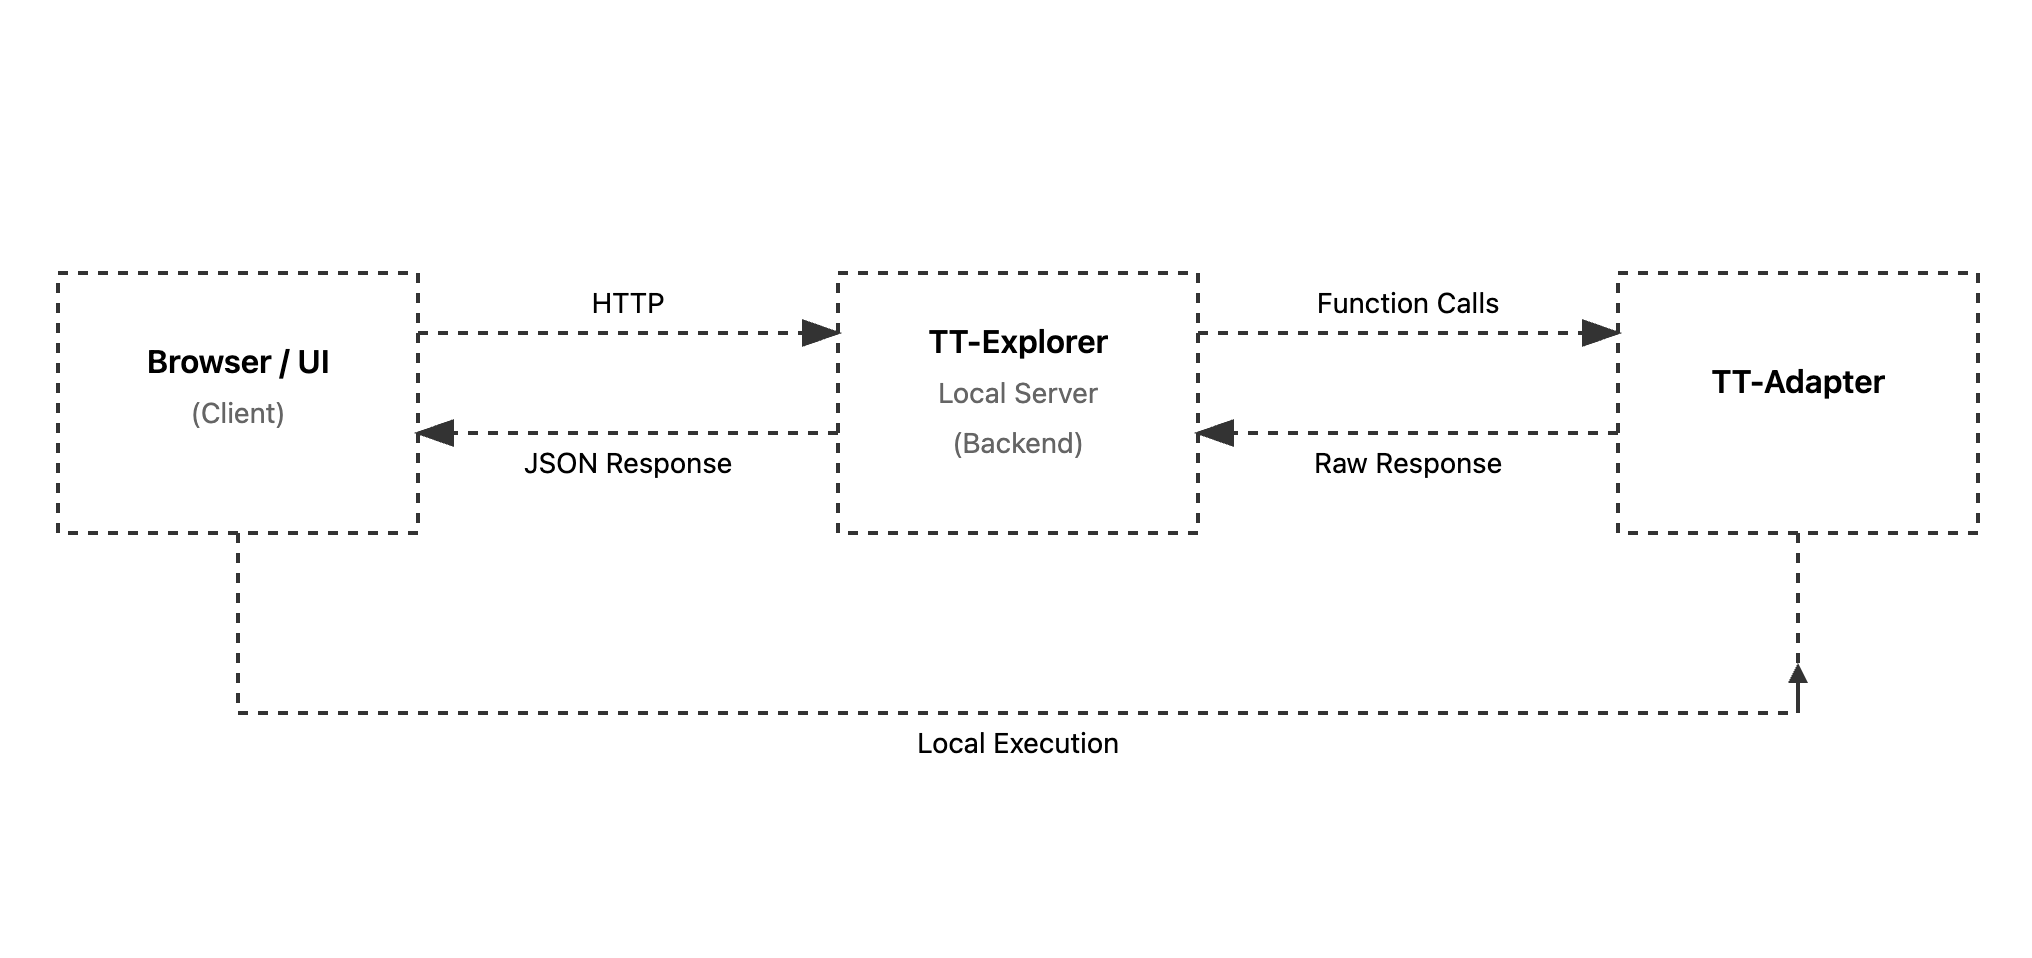 HTTP
Function Calls
Browser / UI
(Client)
TT-Explorer
Local Server
(Backend)
TT-Adapter
JSON Response
Raw Response
Local Execution